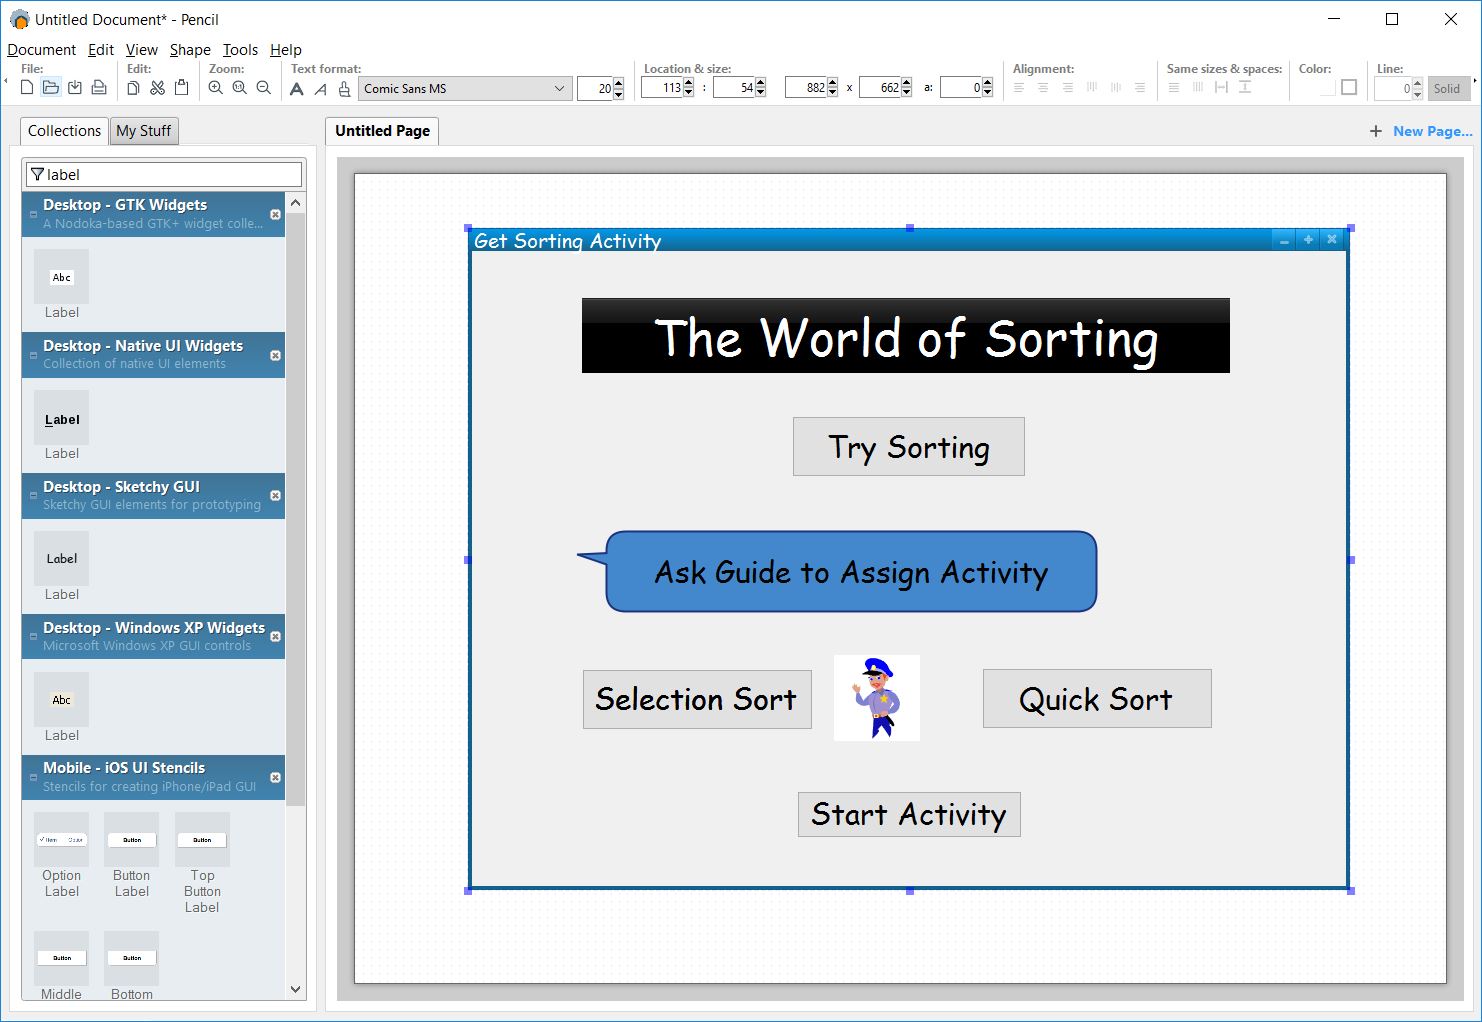 Untitled Document* - Pencil
Document Edit View Shape Tools Help
File: Edit: Zoom: Text format: Location & size: Alignment: Same sizes & spaces: Color: Line:
Comic Sans MS 20 113 : 54 882 x 662 a: 0 0 Solid
Collections My Stuff Untitled Page + New Page...
label
Desktop - GTK Widgets
A Nodoka-based GTK+ widget colle...
Abc
Label
Desktop - Native UI Widgets
Collection of native UI elements
Label
Label
Desktop - Sketchy GUI
Sketchy GUI elements for prototyping
Label
Label
Desktop - Windows XP Widgets
Microsoft Windows XP GUI controls
Abc
Label
Mobile - iOS UI Stencils
Stencils for creating iPhone/iPad GUI
Item Option Button Button
Option Label
Button Label
Top Button Label
Button Button
Middle Bottom
Get Sorting Activity
The World of Sorting
Try Sorting
Ask Guide to Assign Activity
Selection Sort Quick Sort
Start Activity